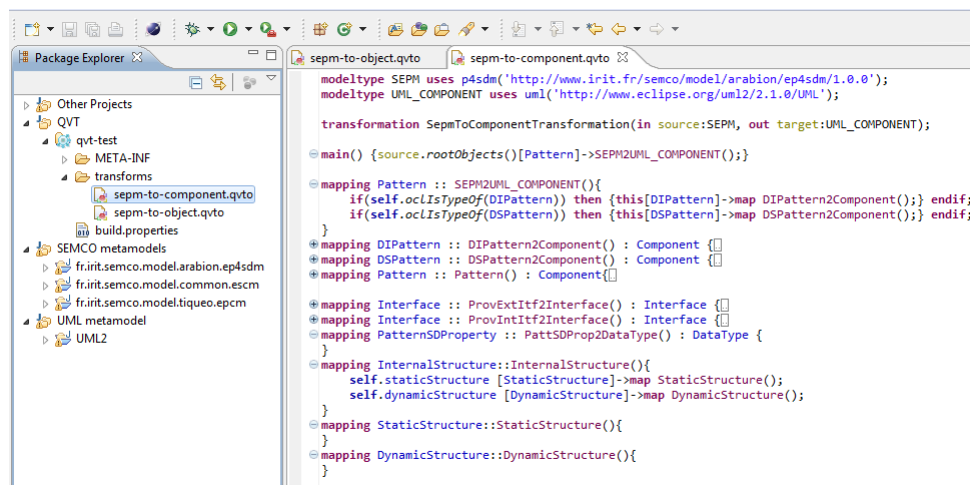 Package Explorer
Other Projects
QVT
qvt-test
META-INF
transforms
sepm-to-component.qvto
sepm-to-object.qvto
build.properties
SEMCO metamodels
fr.irit.semco.model.arabion.ep4sdm
fr.irit.semco.model.common.escm
fr.irit.semco.model.tiqueo.epcm
UML metamodel
UML2
sepm-to-object.qvto
sepm-to-component.qvto
modeltype SEPM uses p4sdm('http://www.irit.fr/semco/model/arabion/ep4sdm/1.0.0');
modeltype UML_COMPONENT uses uml('http://www.eclipse.org/uml2/2.1.0/UML');
transformation SepmToComponentTransformation(in source:SEPM, out target:UML_COMPONENT);
main() {source.rootObjects()[Pattern]->SEPM2UML_COMPONENT();}
mapping Pattern :: SEPM2UML_COMPONENT(){
if(self.oclIsTypeOf(DIPattern)) then {this[DIPattern]->map DIPattern2Component();} endif;
if(self.oclIsTypeOf(DSPattern)) then {this[DSPattern]->map DSPattern2Component();} endif;
}
mapping DIPattern :: DIPattern2Component() : Component {
mapping DSPattern :: DSPattern2Component() : Component {
mapping Pattern :: Pattern() : Component{
mapping Interface :: ProvExtItf2Interface() : Interface {
mapping Interface :: ProvIntItf2Interface() : Interface {
mapping PatternSDProperty :: PattSDProp2DataType() : DataType {
}
mapping InternalStructure::InternalStructure(){
self.staticStructure [StaticStructure]->map StaticStructure();
self.dynamicStructure [DynamicStructure]->map DynamicStructure();
}
mapping StaticStructure::StaticStructure(){
}
mapping DynamicStructure::DynamicStructure(){
}